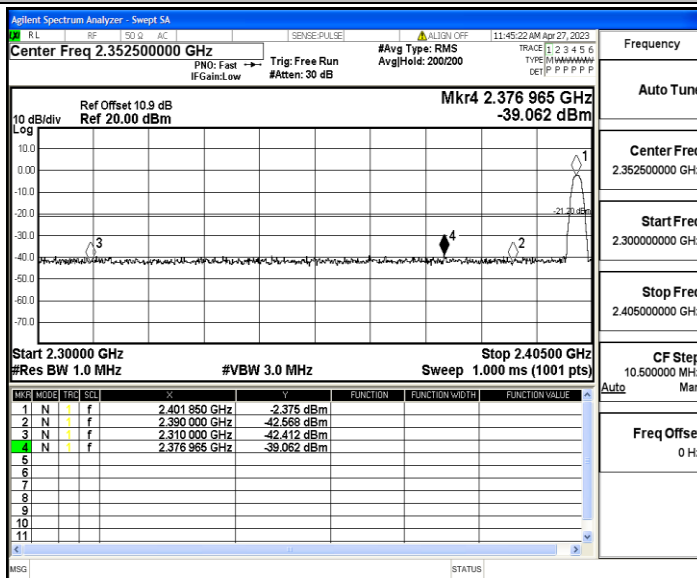 Agilent Spectrum Analyzer - Swept SA
LXI RL RF 50 Ω AC SENSE:PULSE ALIGN OFF 11:45:22 AM Apr 27, 2023
Center Freq 2.352500000 GHz #Avg Type: RMS TRACE 1 2 3 4 5 6
PNO: Fast Trig: Free Run Avg|Hold: 200/200 TYPE M
IFGain:Low #Atten: 30 dB DET P P P P P P
Ref Offset 10.9 dB Mkr4 2.376 965 GHz
10 dB/div Ref 20.00 dBm -39.062 dBm
Log
10.0
0.00
-10.0
-20.0
-30.0
-40.0
-50.0
-60.0
-70.0
1
-21.20 dBm
3
4
2
Start 2.30000 GHz Stop 2.40500 GHz
#Res BW 1.0 MHz #VBW 3.0 MHz Sweep 1.000 ms (1001 pts)
MKR MODE TRC SCL X Y FUNCTION FUNCTION WIDTH FUNCTION VALUE
1 N 1 f 2.401 850 GHz -2.375 dBm
2 N 1 f 2.390 000 GHz -42.568 dBm
3 N 1 f 2.310 000 GHz -42.412 dBm
4 N 1 f 2.376 965 GHz -39.062 dBm
5
6
7
8
9
10
11
MSG STATUS
Frequency
Auto Tune
Center Freq
2.352500000 GHz
Start Freq
2.300000000 GHz
Stop Freq
2.405000000 GHz
CF Step
10.500000 MHz
Auto Man
Freq Offset
0 Hz